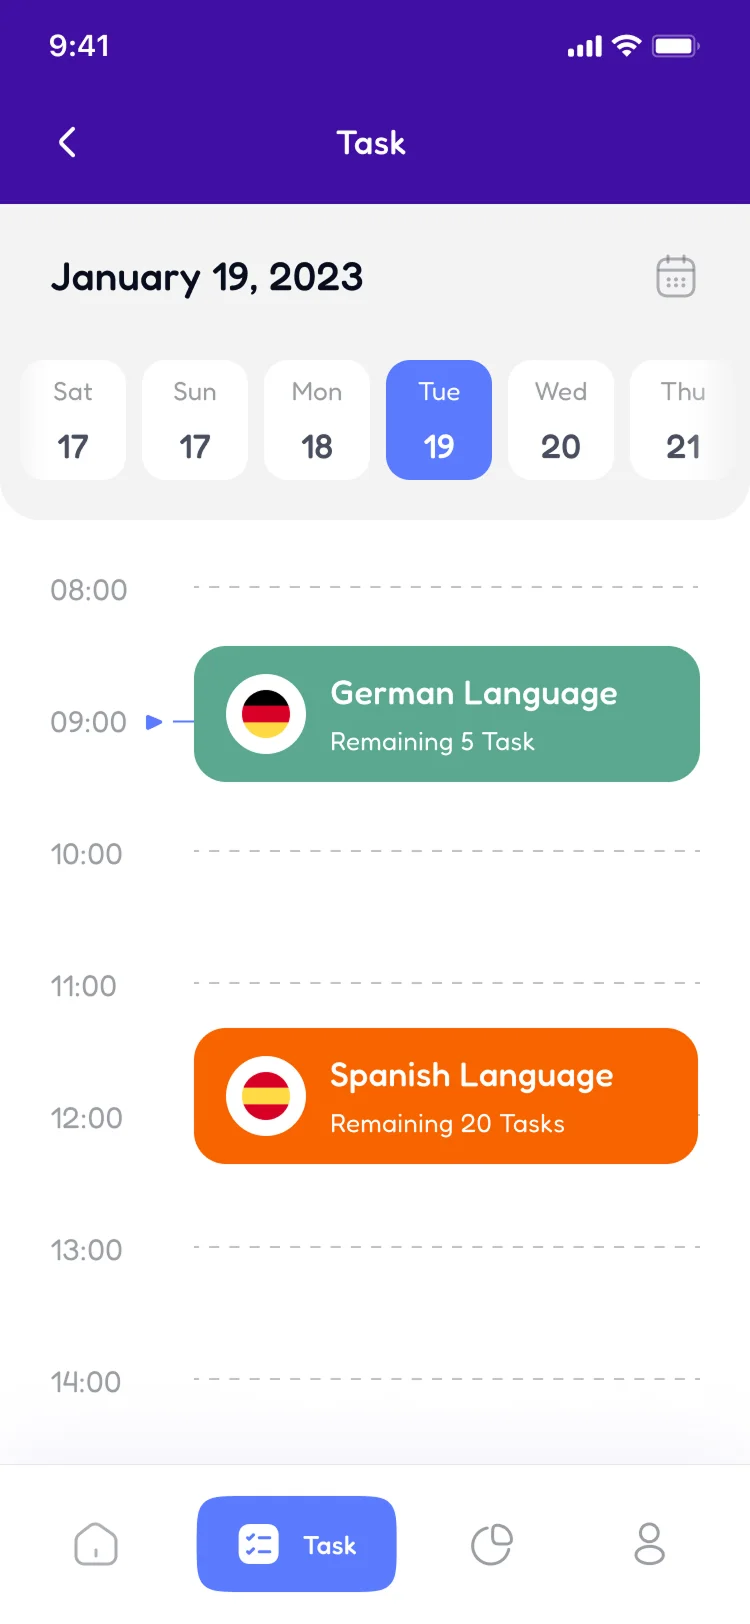 9:41
Task
January 19, 2023
Sat Sun Mon Tue Wed Thu
17 17 18 19 20 21
08:00
German Language
09:00
Remaining 5 Task
10:00
11:00
Spanish Language
12:00
Remaining 20 Tasks
13:00
14:00
Task